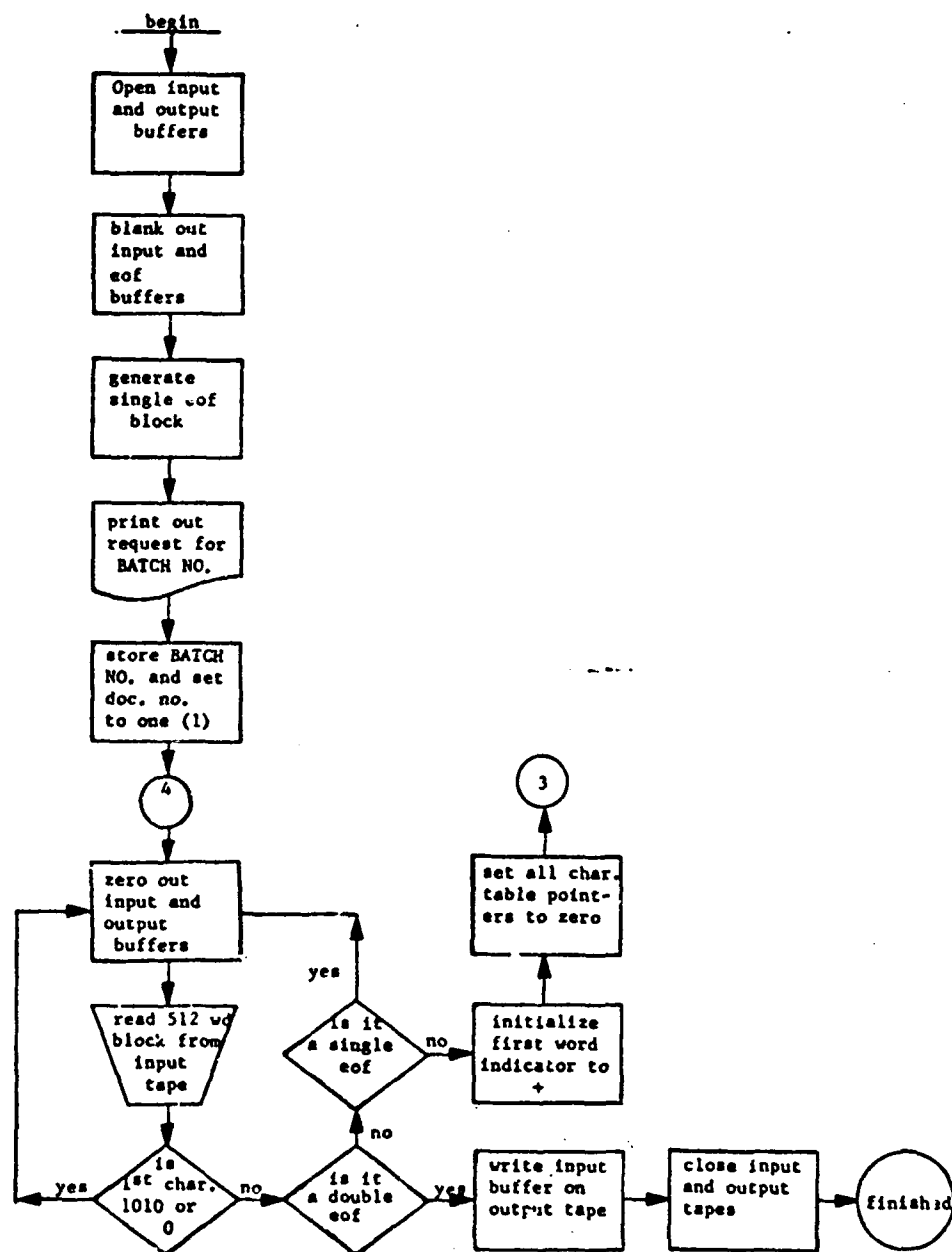 begin
Open input
and output
buffers
blank out
input and
eof
buffers
generate
single eof
block
print out
request for
BATCH NO.
store BATCH
NO. and set
doc. no.
to one (1)
4
zero out
input and
output
buffers
read 512 wd
block from
input
tape
is
1st char.
1010 or
0
yes
no
is it
a double
eof
no
yes
is it
a single
eof
yes
no
initialize
first word
indicator to
+
set all char.
table point-
ers to zero
3
write input
buffer on
output tape
close input
and output
tapes
finished